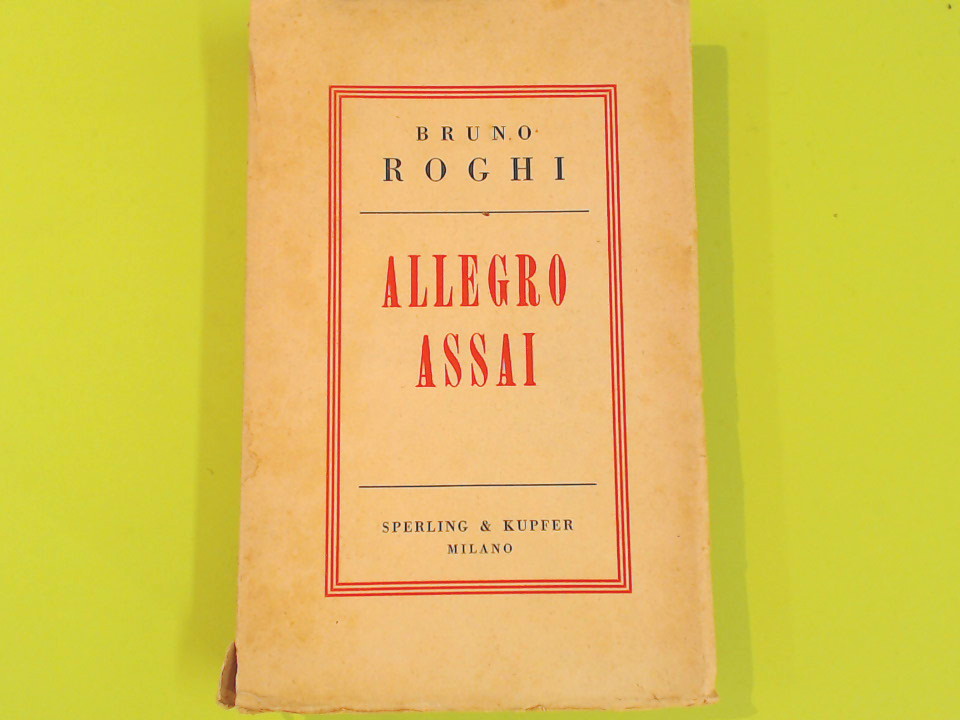 BRUNO
ROGHI
ALLEGRO
ASSAI
SPERLING & KUPFER
MILANO